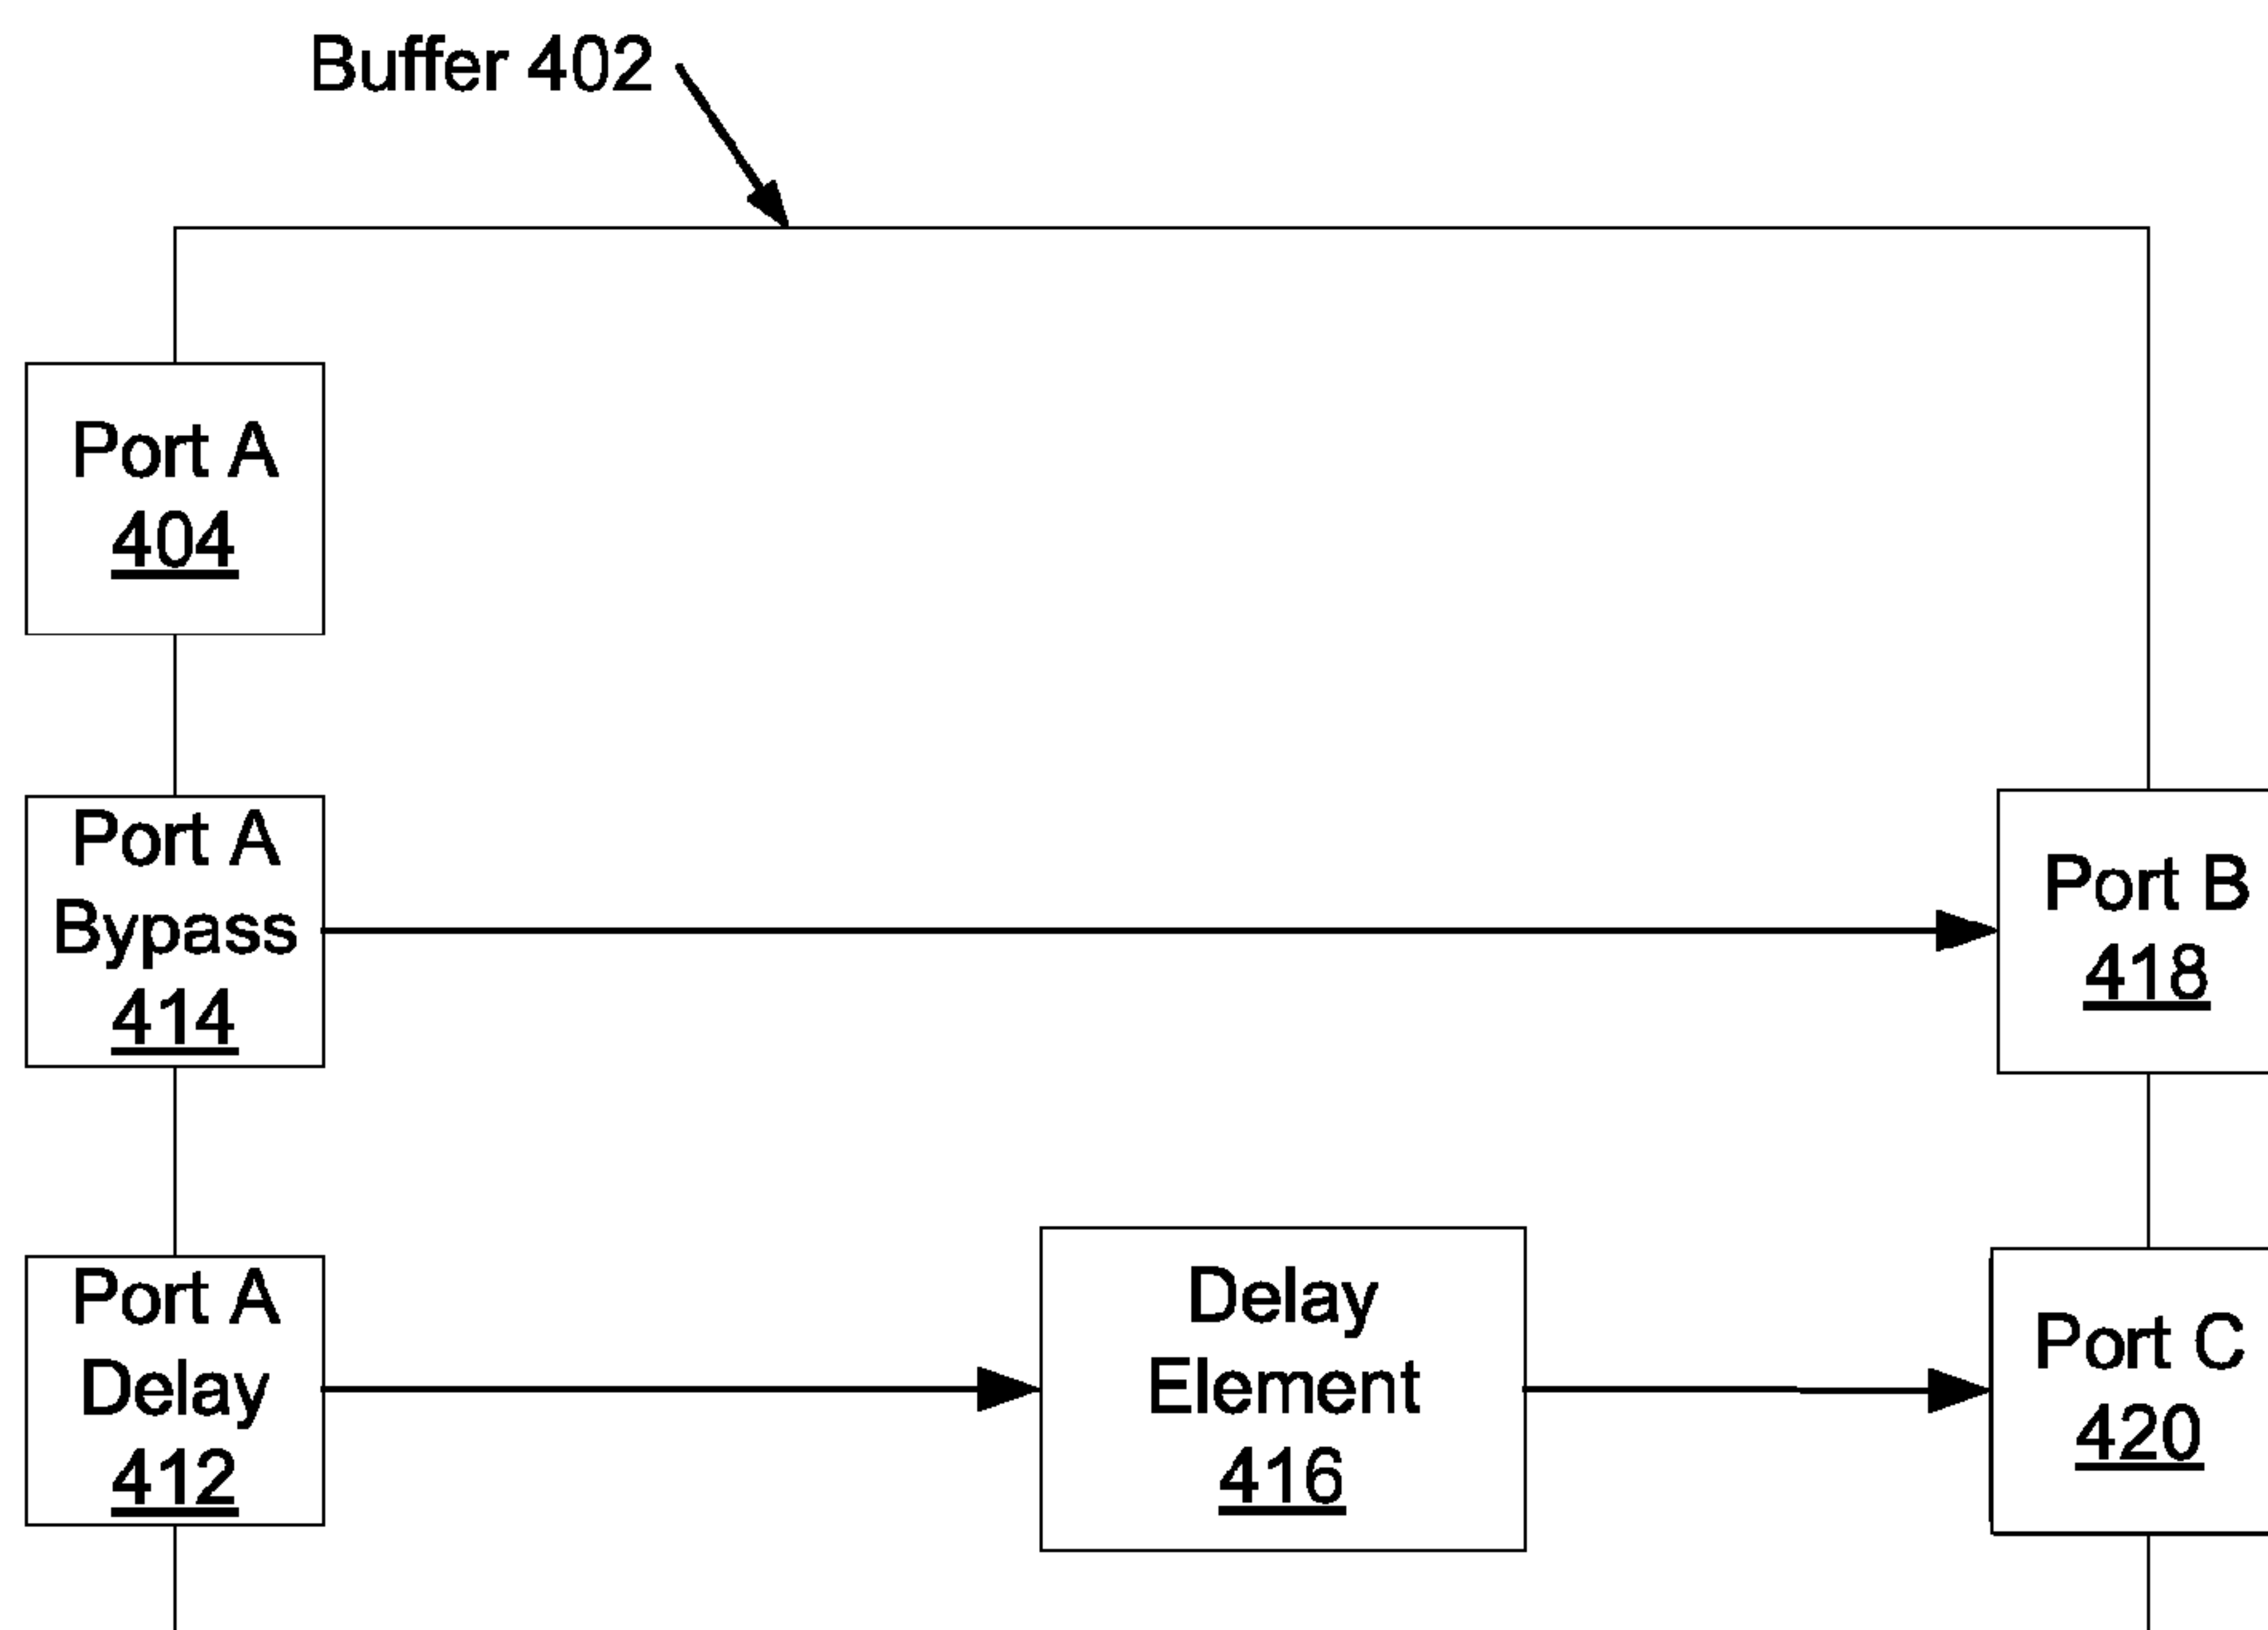 Buffer 402
Port A
404
Port A
Bypass
414
Port B
418
Port A
Delay
412
Delay
Element
416
Port C
420